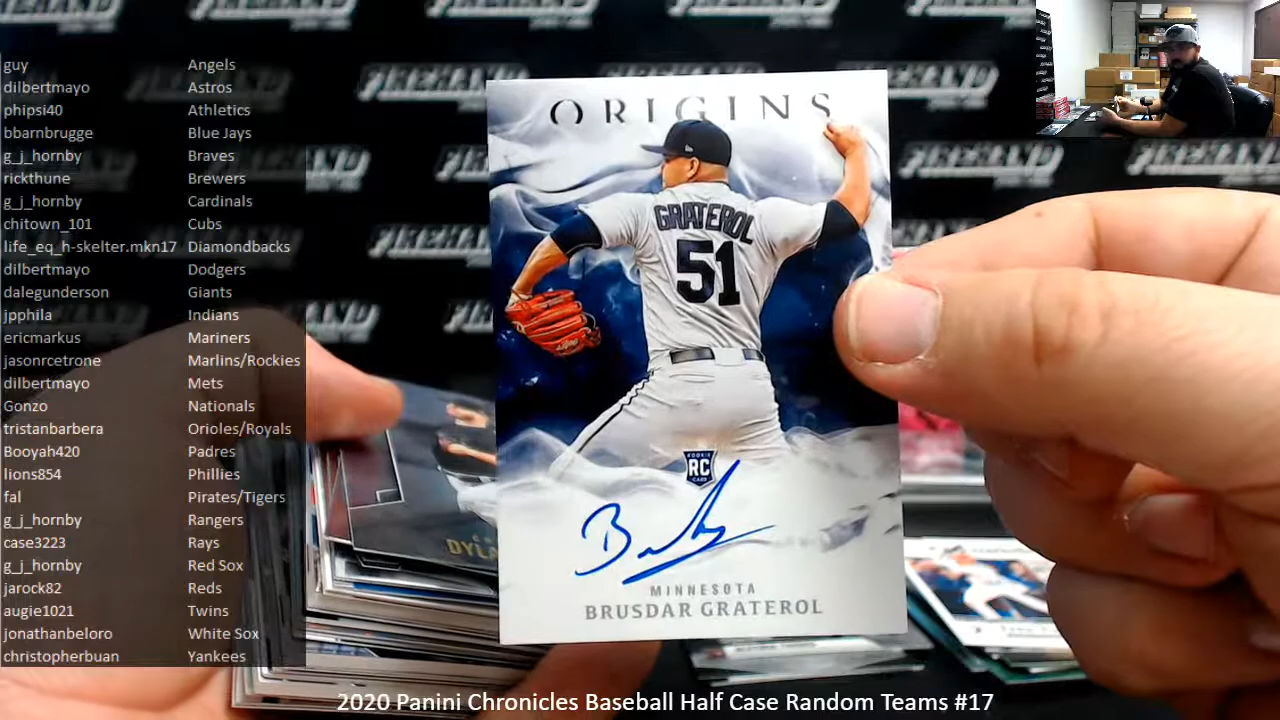 guy Angels
dilbertmayo Astros
phipsi40 Athletics
bbarnbrugge Blue Jays
g_j_hornby Braves
rickthune Brewers
g_j_hornby Cardinals
chitown_101 Cubs
life_eq_h-skelter.mkn17 Diamondbacks
dilbertmayo Dodgers
dalegunderson Giants
jpphila Indians
ericmarkus Mariners
jasonrcetrone Marlins/Rockies
dilbertmayo Mets
Gonzo Nationals
tristanbarbera Orioles/Royals
Booyah420 Padres
lions854 Phillies
fal Pirates/Tigers
g_j_hornby Rangers
case3223 Rays
g_j_hornby Red Sox
jarock82 Reds
augie1021 Twins
jonathanbeloro White Sox
christopherbuan Yankees
ORIGINS
GRATEROL
51
ROOKIE
RC
CARD
MINNESOTA
BRUSDAR GRATEROL
DYLA
FIREHAND
2020 Panini Chronicles Baseball Half Case Random Teams #17